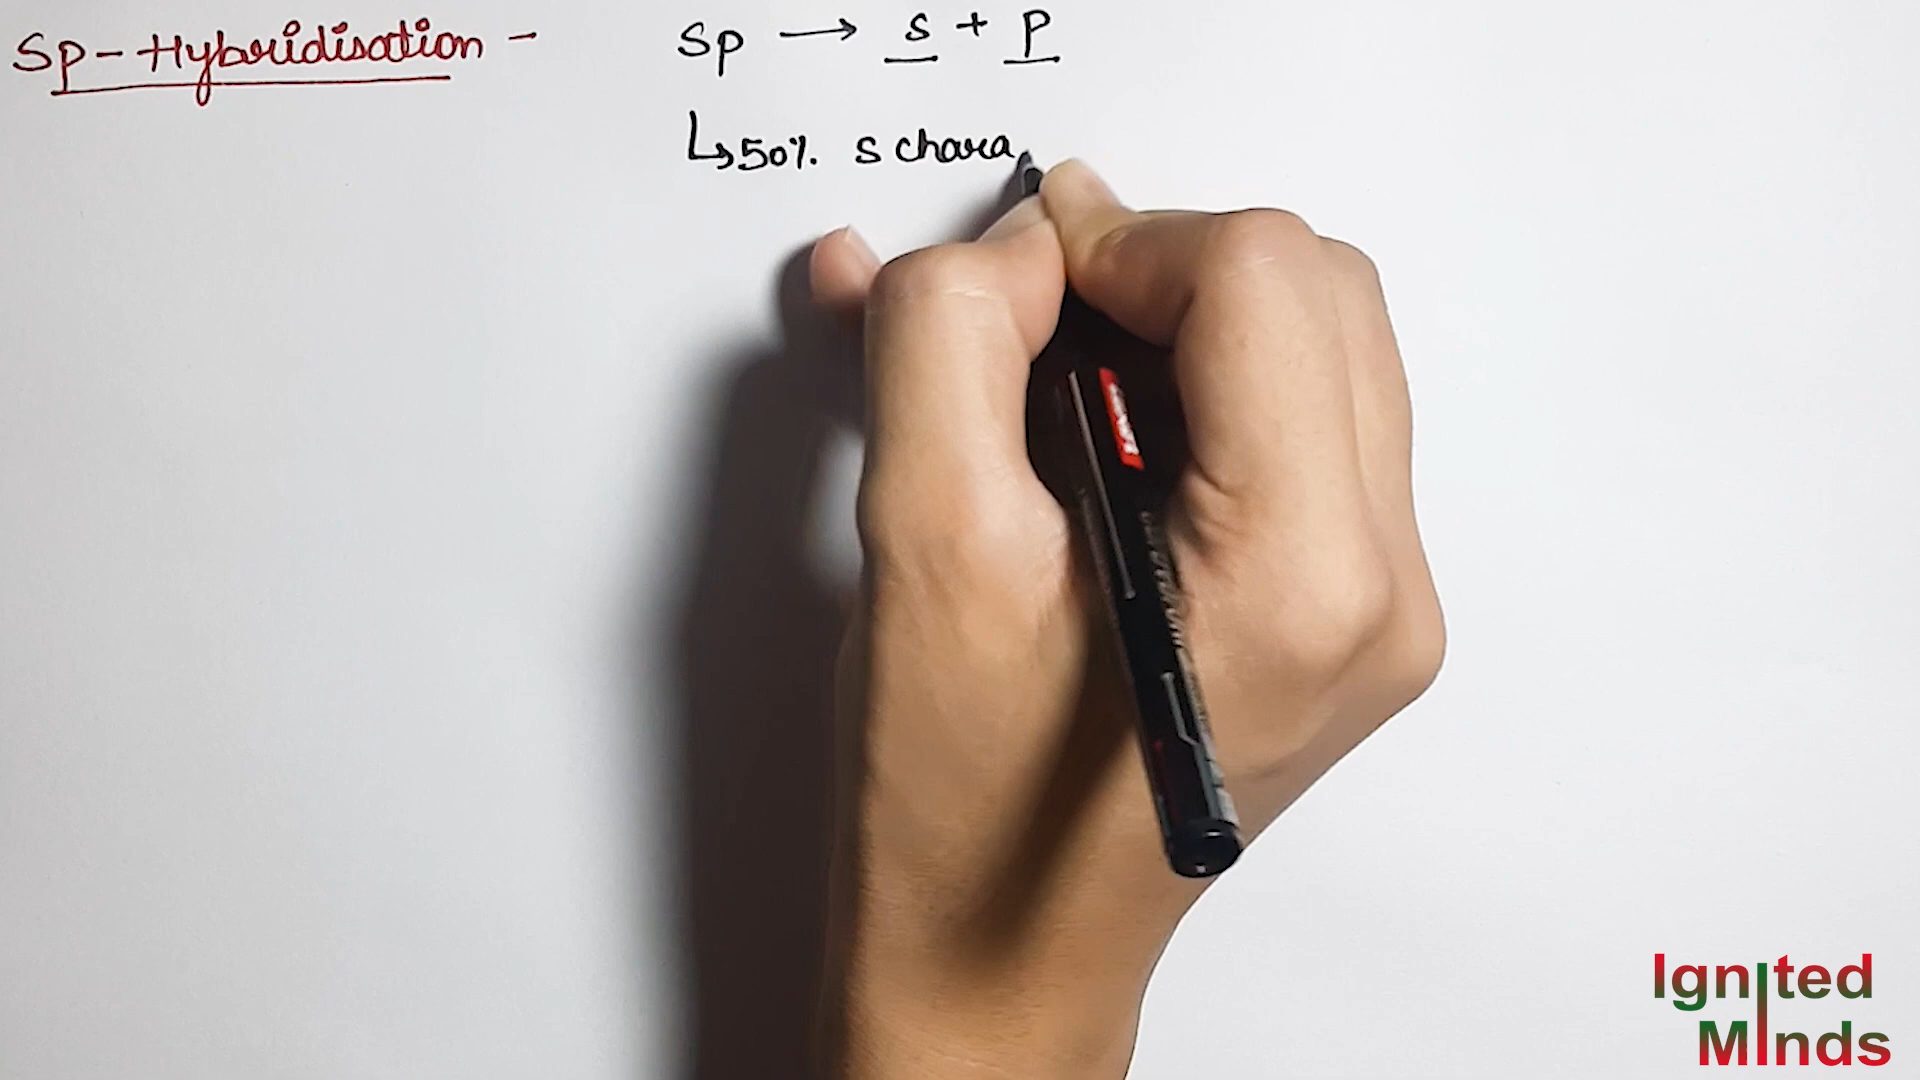 Sp - Hybridisation - Sp → s + p
↳ 50% s chara
Ignited
Minds